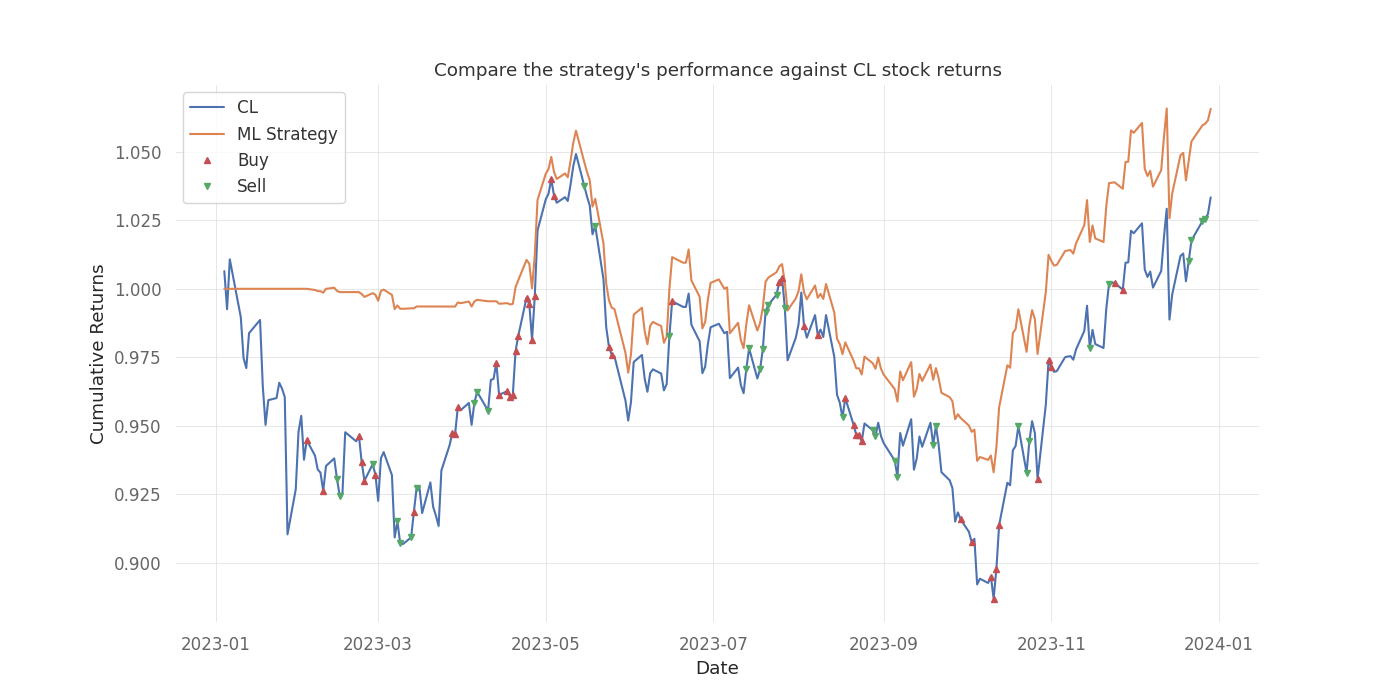 Compare the strategy's performance against CL stock returns
CL
ML Strategy
Buy
Sell
Cumulative Returns
1.050
1.025
1.000
0.975
0.950
0.925
0.900
2023-01
2023-03
2023-05
2023-07
2023-09
2023-11
2024-01
Date